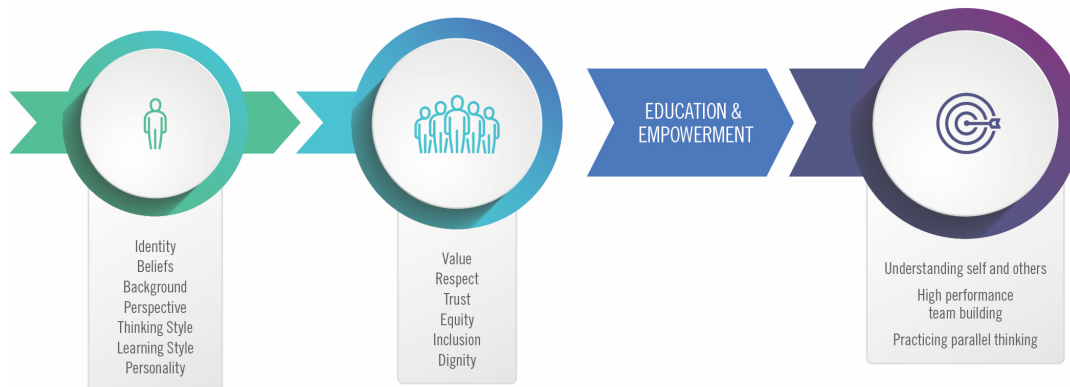 Identity
Beliefs
Background
Perspective
Thinking Style
Learning Style
Personality
Value
Respect
Trust
Equity
Inclusion
Dignity
EDUCATION &
EMPOWERMENT
Understanding self and others
High performance
team building
Practicing parallel thinking